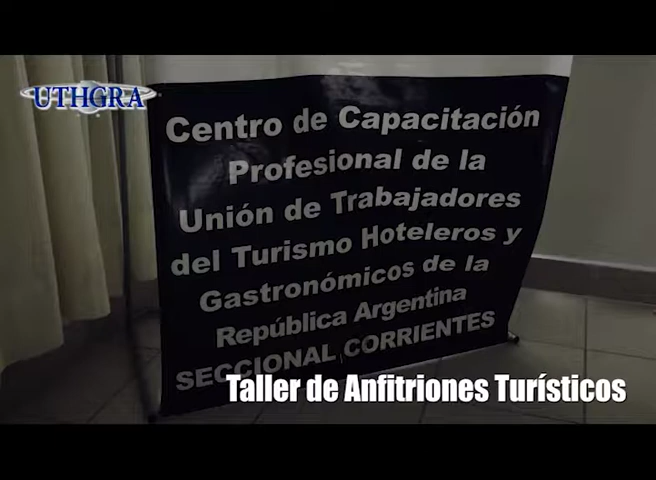 UTHGRA
Centro de Capacitación
Profesional de la
Unión de Trabajadores
del Turismo Hoteleros y
Gastronómicos de la
República Argentina
SECCIONAL CORRIENTES
Taller de Anfitriones Turísticos